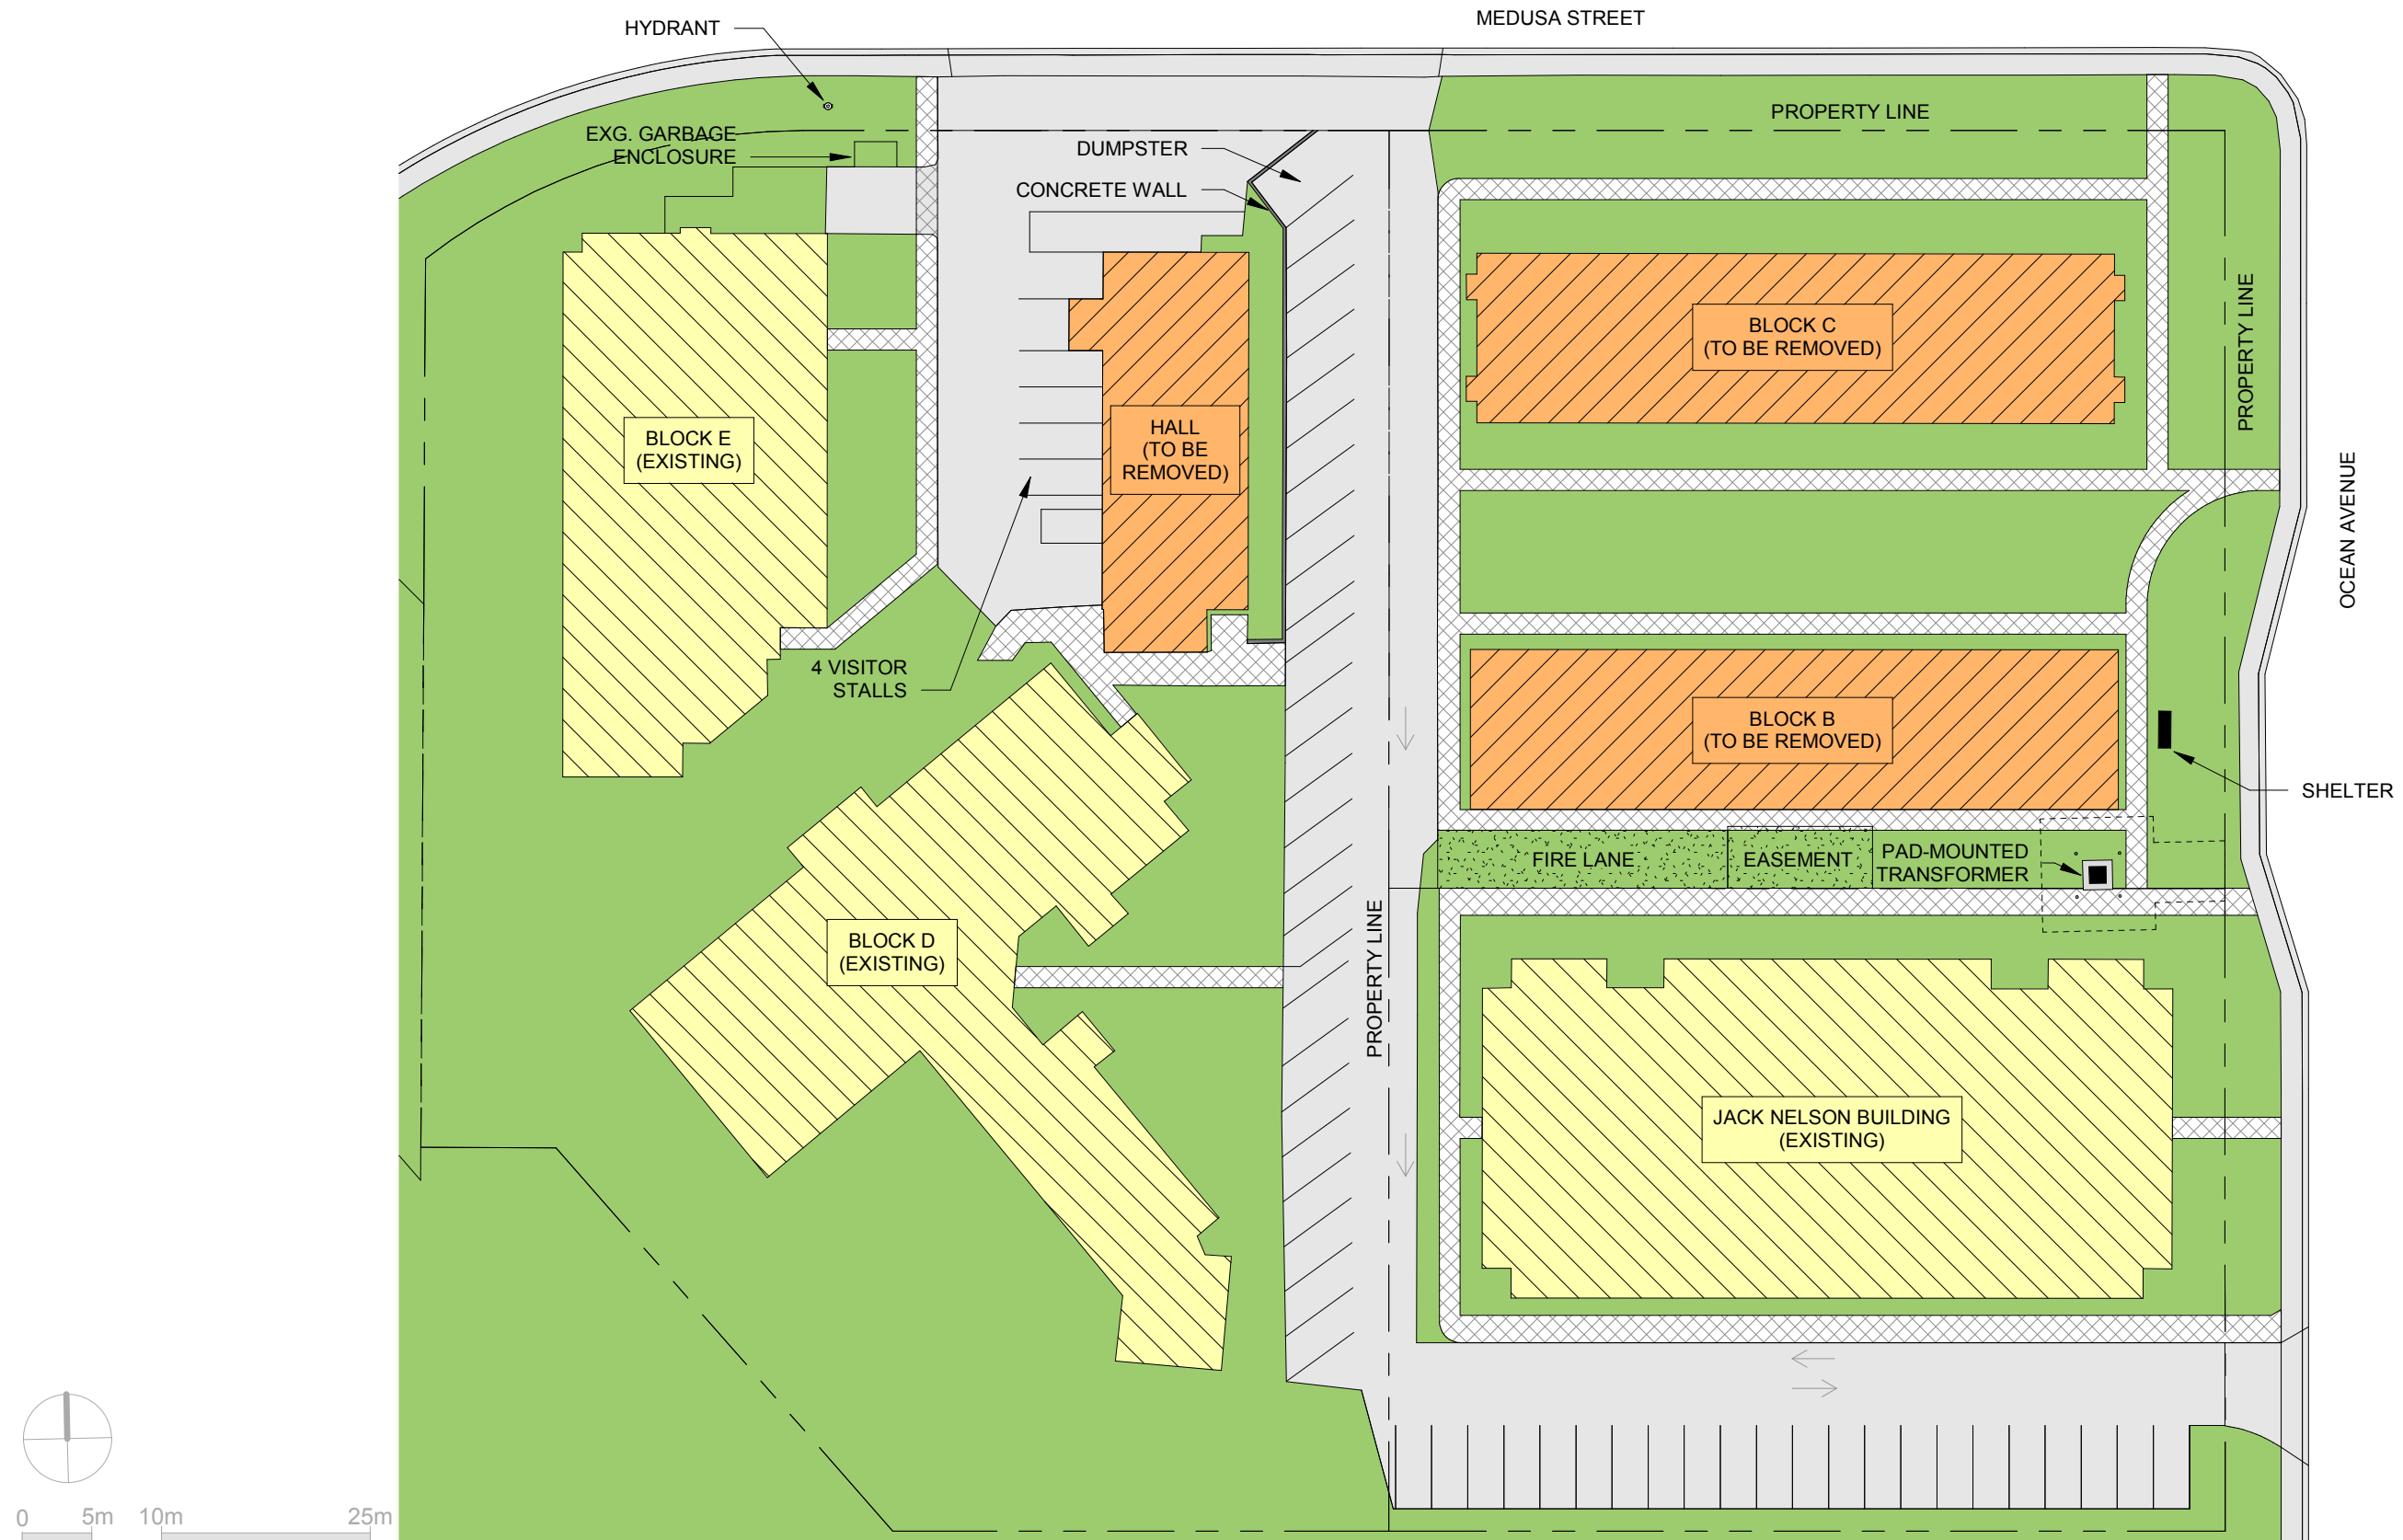 MEDUSA STREET
HYDRANT
PROPERTY LINE
EXG. GARBAGE
ENCLOSURE
DUMPSTER
CONCRETE WALL
BLOCK C
(TO BE REMOVED)
PROPERTY LINE
HALL
(TO BE
REMOVED)
BLOCK E
(EXISTING)
OCEAN AVENUE
4 VISITOR
STALLS
BLOCK B
(TO BE REMOVED)
SHELTER
FIRE LANE
EASEMENT
PAD-MOUNTED
TRANSFORMER
BLOCK D
(EXISTING)
PROPERTY LINE
JACK NELSON BUILDING
(EXISTING)
0 5m 10m 25m